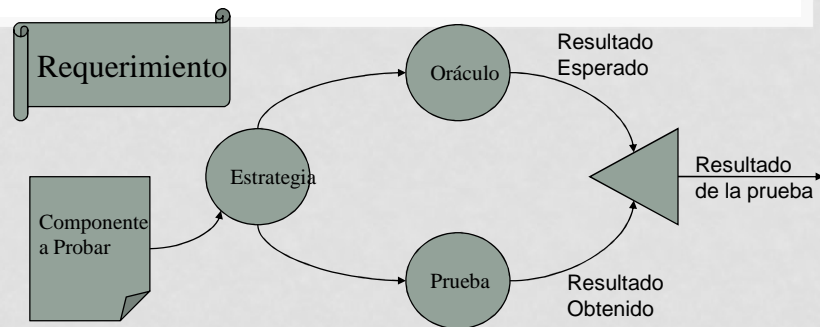 Requerimiento
Componente
a Probar
Estrategia
Oráculo
Resultado
Esperado
Prueba
Resultado
Obtenido
Resultado
de la prueba